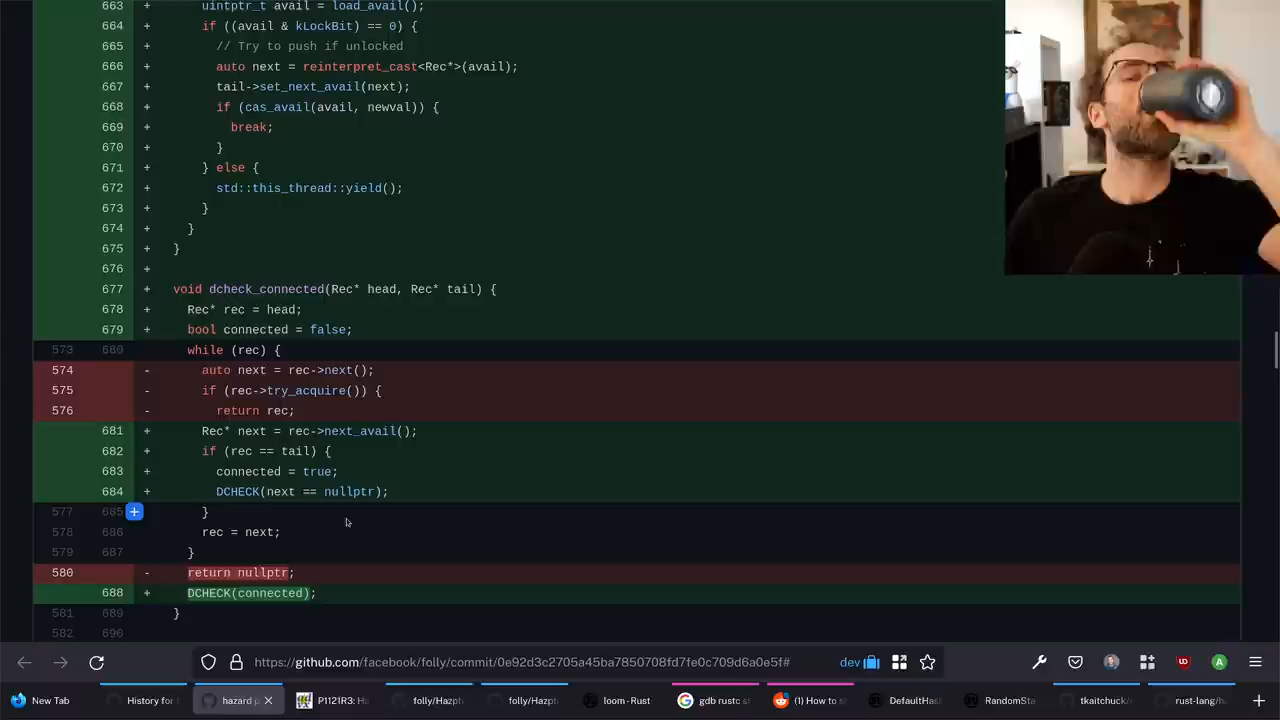 663 + uintptr_t avail = load_avail();
664 + if ((avail & kLockBit) == 0) {
665 + // Try to push if unlocked
666 + auto next = reinterpret_cast<Rec*>(avail);
667 + tail->set_next_avail(next);
668 + if (cas_avail(avail, newval)) {
669 + break;
670 + }
671 + } else {
672 + std::this_thread::yield();
673 + }
674 + }
675 + }
676 +
677 + void dcheck_connected(Rec* head, Rec* tail) {
678 + Rec* rec = head;
679 + bool connected = false;
573 680 while (rec) {
574 - auto next = rec->next();
575 - if (rec->try_acquire()) {
576 - return rec;
681 + Rec* next = rec->next_avail();
682 + if (rec == tail) {
683 + connected = true;
684 + DCHECK(next == nullptr);
577 685 + }
578 686 rec = next;
579 687 }
580 - return nullptr;
688 + DCHECK(connected);
581 689 }
582 690
https://github.com/facebook/folly/commit/0e92d3c2705a45ba7850708fd7fe0c709d6a0e5f# dev
New Tab History for hazard p P1121R3: Ha folly/Hazpt folly/Hazpt loom - Rust gdb rustc s (1) How to s DefaultHas RandomSta tkaitchuck/ rust-lang/h